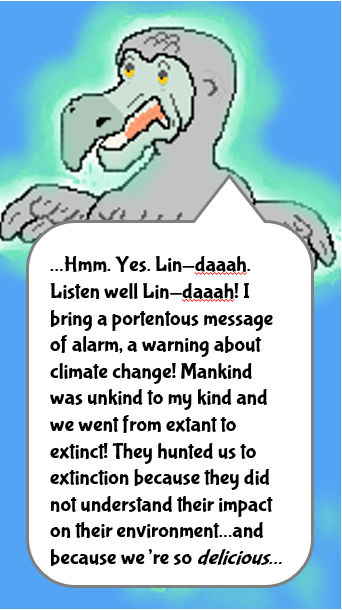 ...Hmm. Yes. Lin-daaah.
Listen well Lin-daaah! I
bring a portentous message
of alarm, a warning about
climate change! Mankind
was unkind to my kind and
we went from extant to
extinct! They hunted us to
extinction because they did
not understand their impact
on their environment...and
because we're so delicious...